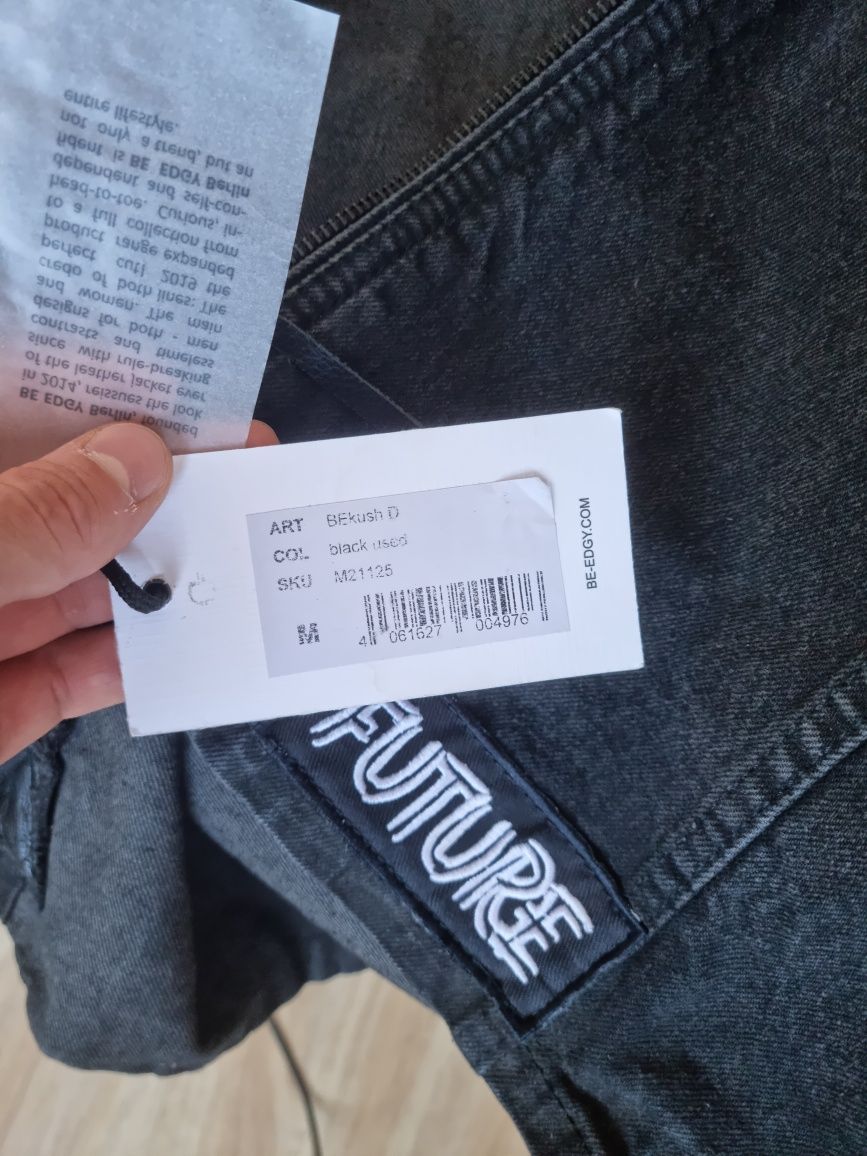 BE EDGY Berlin, founded
in 2014, reissues the look
of the leather jacket ever
since with rule-breaking
contrasts and timeless
designs for both - men
and women. The main
credo of both lines: The
perfect cut! 2019 the
product range expanded
to a full collection from
head-to-toe. Curious, in-
dependent and self-con-
fident is BE EDGY Berlin
not only a trend, but an
entire lifestyle.
ART BEkush D
COL black used
SKU M21125
4 061627 004976
BE-EDGY.COM
FUTURE